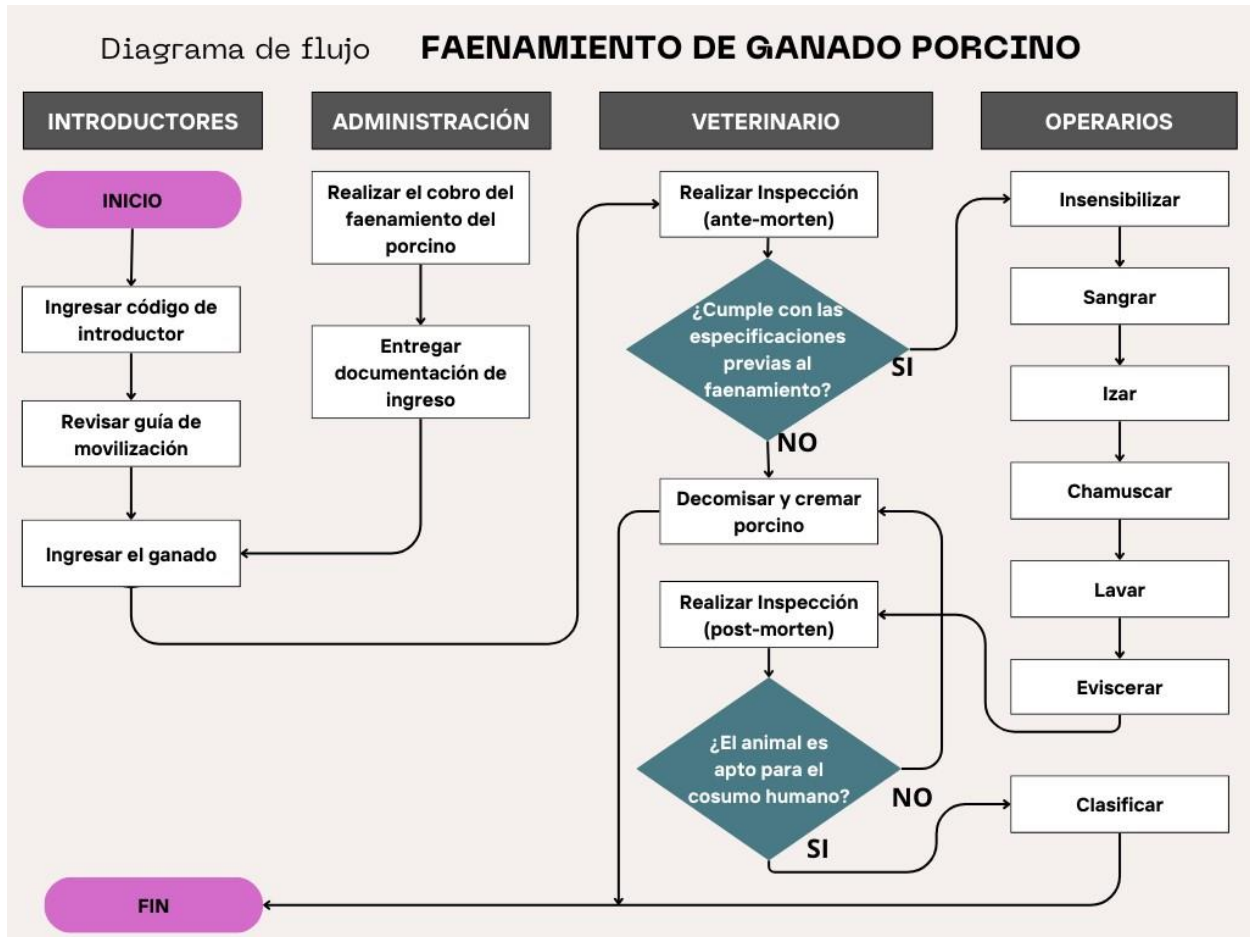 Diagrama de flujo FAENAMIENTO DE GANADO PORCINO
INTRODUCTORES
INICIO
Ingresar código de
introductor
Revisar guía de
movilización
Ingresar el ganado
ADMINISTRACIÓN
Realizar el cobro del
faenamiento del
porcino
Entregar
documentación de
ingreso
VETERINARIO
Realizar Inspección
(ante-morten)
¿Cumple con las
especificaciones
previas al
faenamiento?
SI
NO
Decomisar y cremar
porcino
Realizar Inspección
(post-morten)
¿El animal es
apto para el
cosumo humano?
NO
SI
OPERARIOS
Insensibilizar
Sangrar
Izar
Chamuscar
Lavar
Eviscerar
Clasificar
FIN